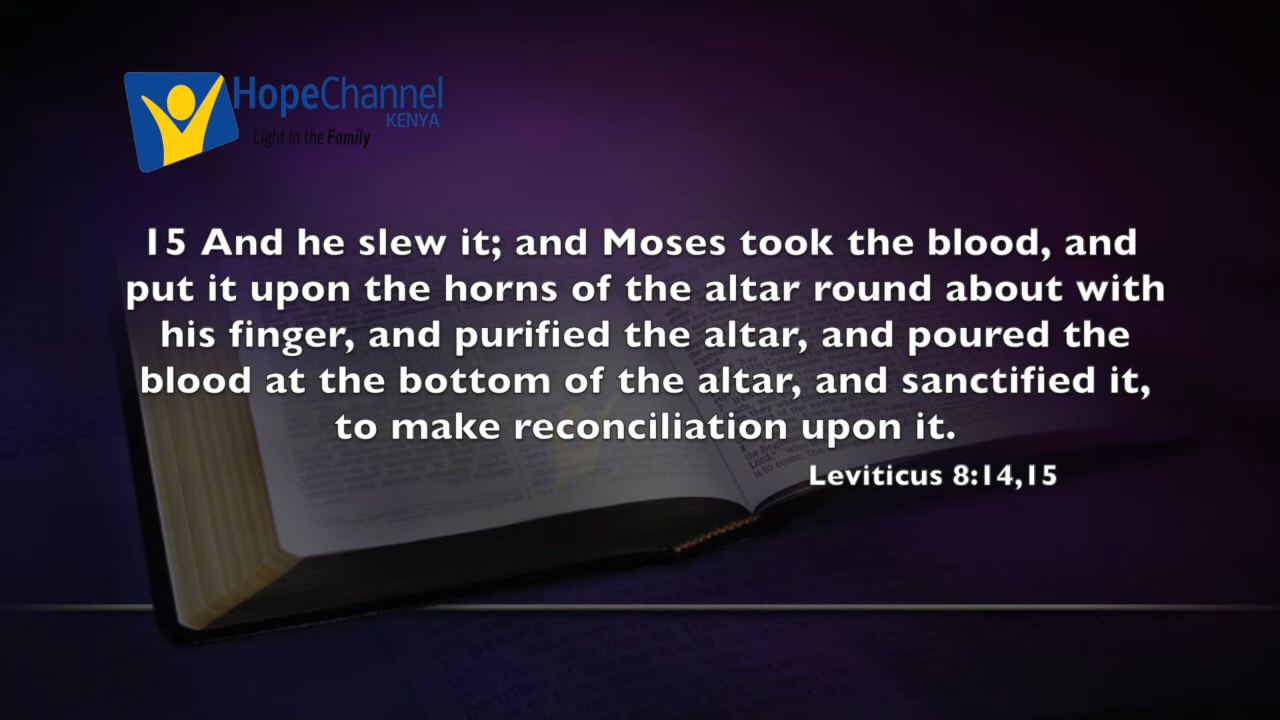 HopeChannel
KENYA
Light in the Family
15 And he slew it; and Moses took the blood, and
put it upon the horns of the altar round about with
his finger, and purified the altar, and poured the
blood at the bottom of the altar, and sanctified it,
to make reconciliation upon it.
Leviticus 8:14,15